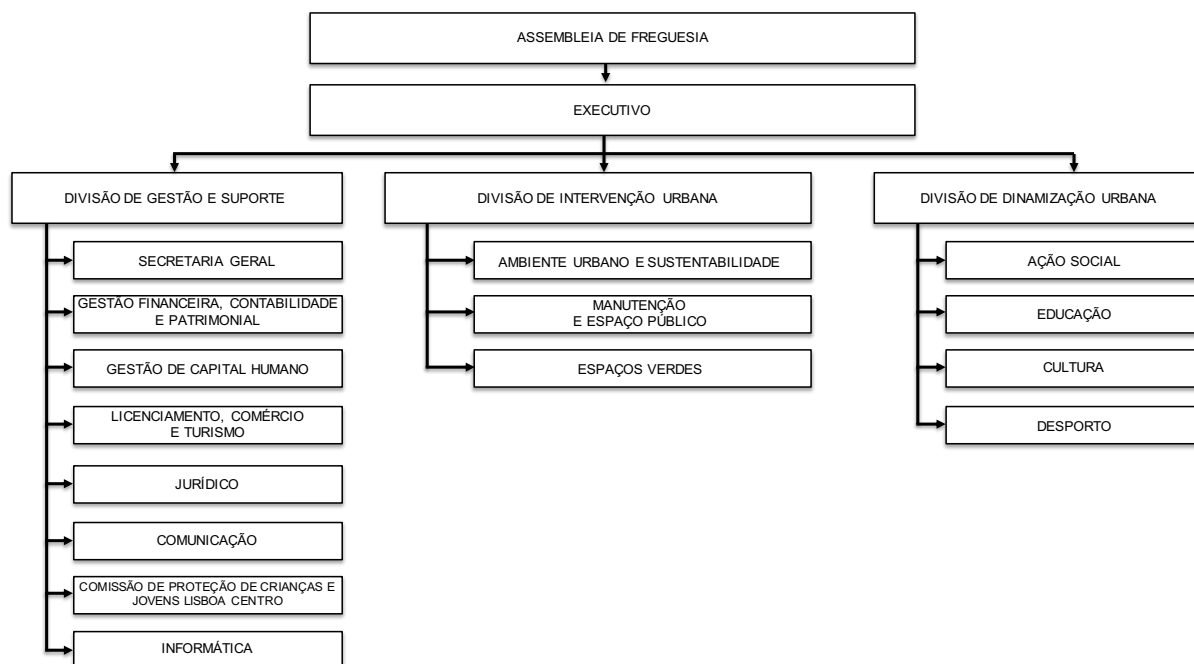 ASSEMBLEIA DE FREGUESIA
EXECUTIVO
DIVISÃO DE GESTÃO E SUPORTE
SECRETARIA GERAL
GESTÃO FINANCEIRA, CONTABILIDADE
E PATRIMONIAL
GESTÃO DE CAPITAL HUMANO
LICENCIAMENTO, COMÉRCIO
E TURISMO
JURÍDICO
COMUNICAÇÃO
COMISSÃO DE PROTEÇÃO DE CRIANÇAS E
JOVENS LISBOA CENTRO
INFORMÁTICA
DIVISÃO DE INTERVENÇÃO URBANA
AMBIENTE URBANO E SUSTENTABILIDADE
MANUTENÇÃO
E ESPAÇO PÚBLICO
ESPAÇOS VERDES
DIVISÃO DE DINAMIZAÇÃO URBANA
AÇÃO SOCIAL
EDUCAÇÃO
CULTURA
DESPORTO